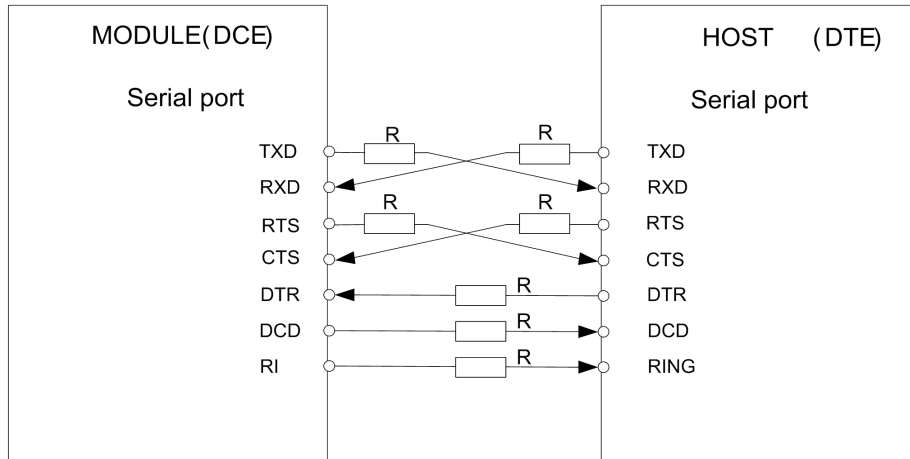 MODULE(DCE)
HOST (DTE)
Serial port
Serial port
TXD R R TXD
RXD RXD
RTS R R RTS
CTS CTS
DTR R DTR
DCD R DCD
RI R RING